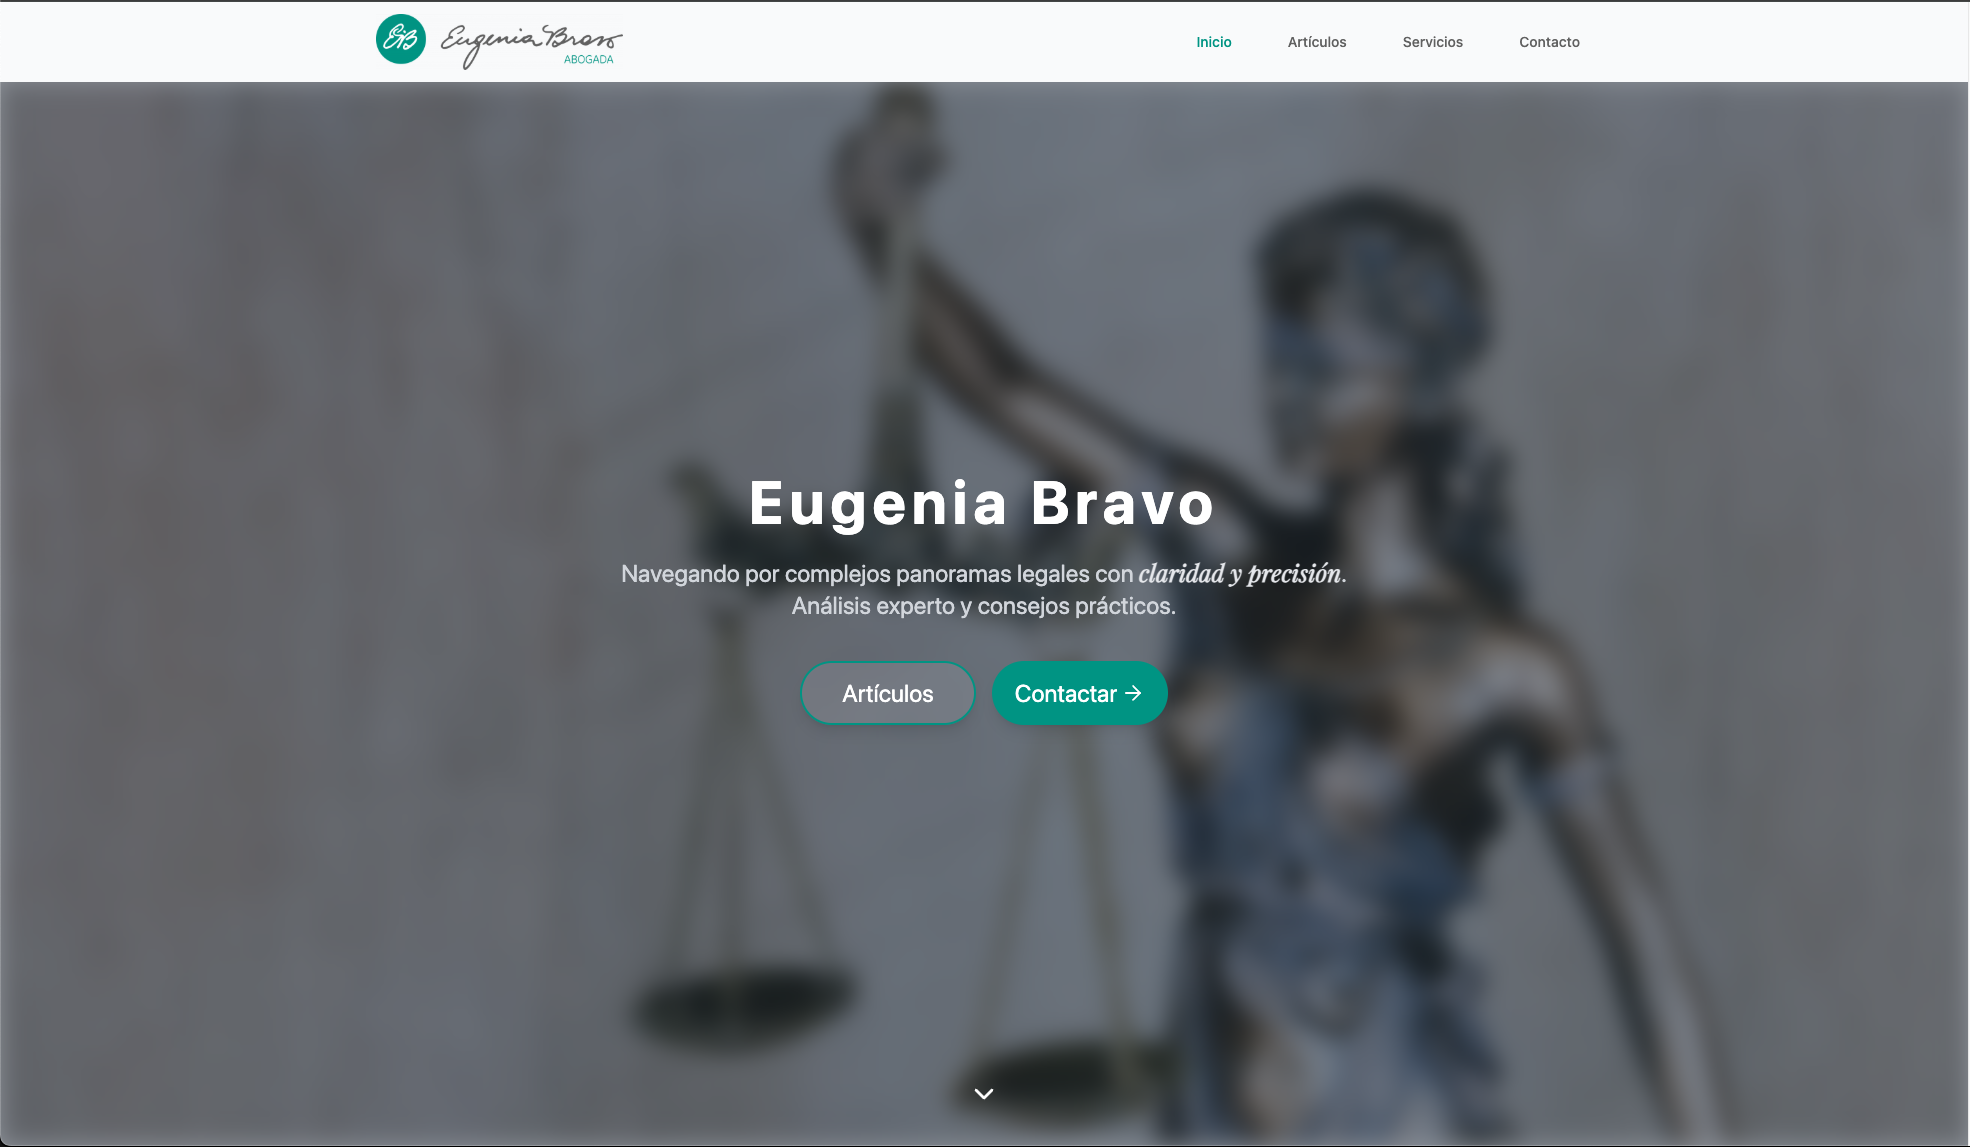 EB
Eugenia Bravo
ABOGADA
Inicio Artículos Servicios Contacto
Eugenia Bravo
Navegando por complejos panoramas legales con claridad y precisión.
Análisis experto y consejos prácticos.
Artículos Contactar →